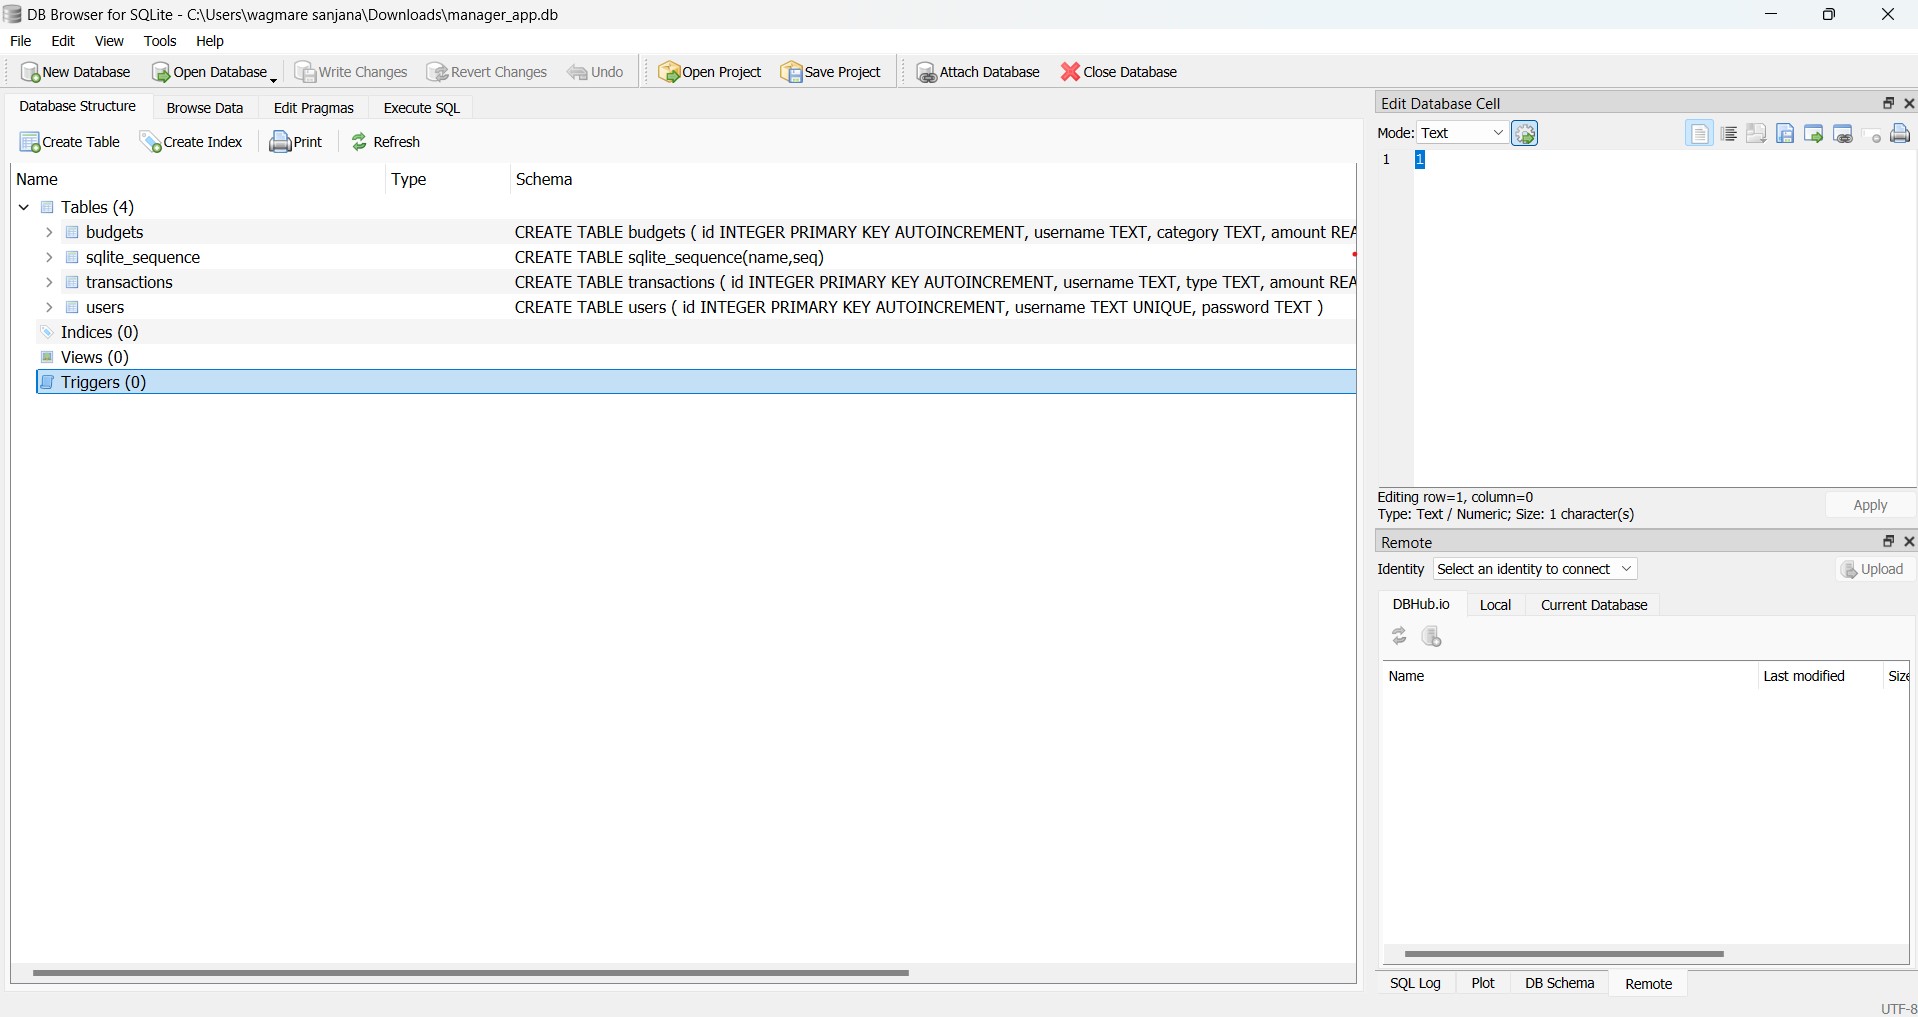 DB Browser for SQLite - C:\Users\wagmare sanjana\Downloads\manager_app.db
File Edit View Tools Help
New Database Open Database Write Changes Revert Changes Undo Open Project Save Project Attach Database Close Database
Database Structure Browse Data Edit Pragmas Execute SQL
Create Table Create Index Print Refresh
Name Type Schema
Tables (4)
budgets CREATE TABLE budgets ( id INTEGER PRIMARY KEY AUTOINCREMENT, username TEXT, category TEXT, amount REA
sqlite_sequence CREATE TABLE sqlite_sequence(name,seq)
transactions CREATE TABLE transactions ( id INTEGER PRIMARY KEY AUTOINCREMENT, username TEXT, type TEXT, amount REA
users CREATE TABLE users ( id INTEGER PRIMARY KEY AUTOINCREMENT, username TEXT UNIQUE, password TEXT )
Indices (0)
Views (0)
Triggers (0)
Edit Database Cell
Mode: Text
1 1
Editing row=1, column=0
Type: Text / Numeric; Size: 1 character(s)
Apply
Remote
Identity Select an identity to connect Upload
DBHub.io Local Current Database
Name Last modified Size
SQL Log Plot DB Schema Remote
UTF-8